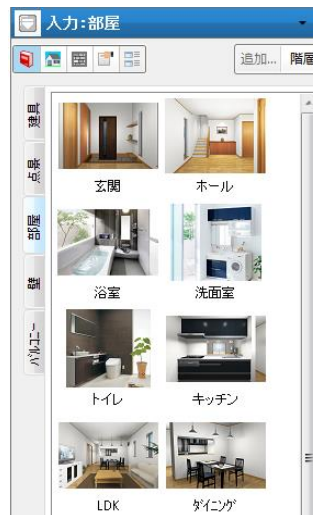 入力:部屋
追加... 階層
建具
点景
部屋
壁
バルコニー
玄関 ホール
浴室 洗面室
トイレ キッチン
LDK ダイニング